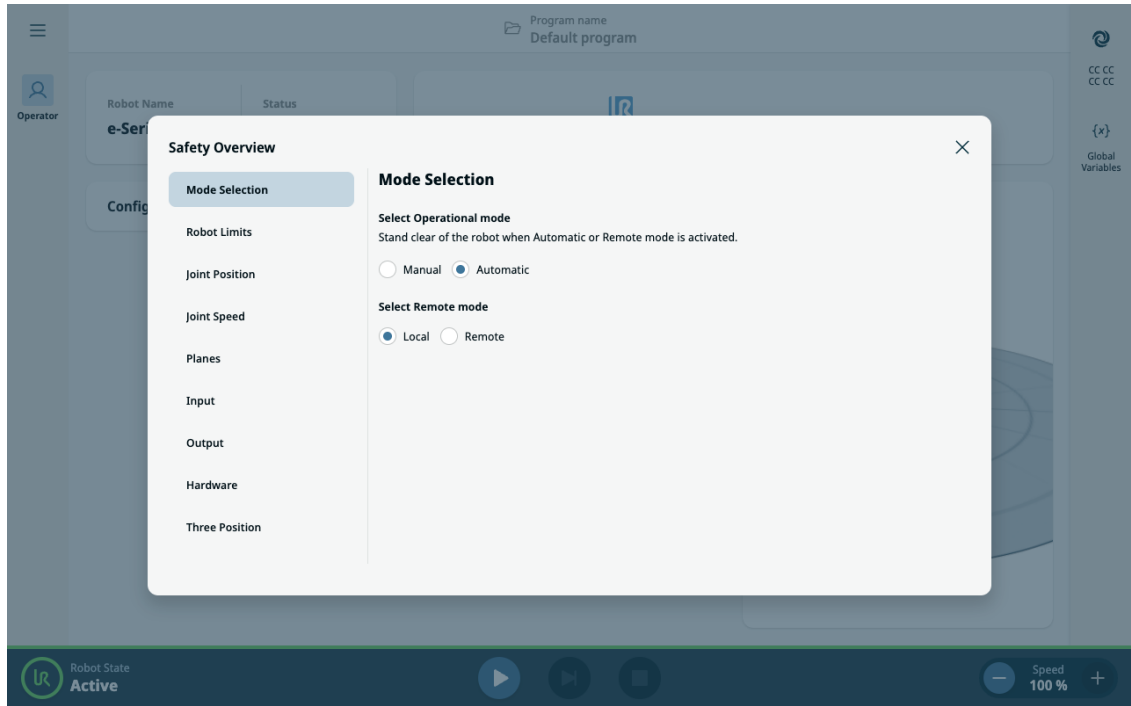 Program name
Default program
Operator
Robot Name
Status
e-Seri
Config
CC CC
CC CC
{x}
Global
Variables
Safety Overview
Mode Selection
Robot Limits
Joint Position
Joint Speed
Planes
Input
Output
Hardware
Three Position
Mode Selection
Select Operational mode
Stand clear of the robot when Automatic or Remote mode is activated.
Manual Automatic
Select Remote mode
Local Remote
Robot State
Active
Speed
100 %